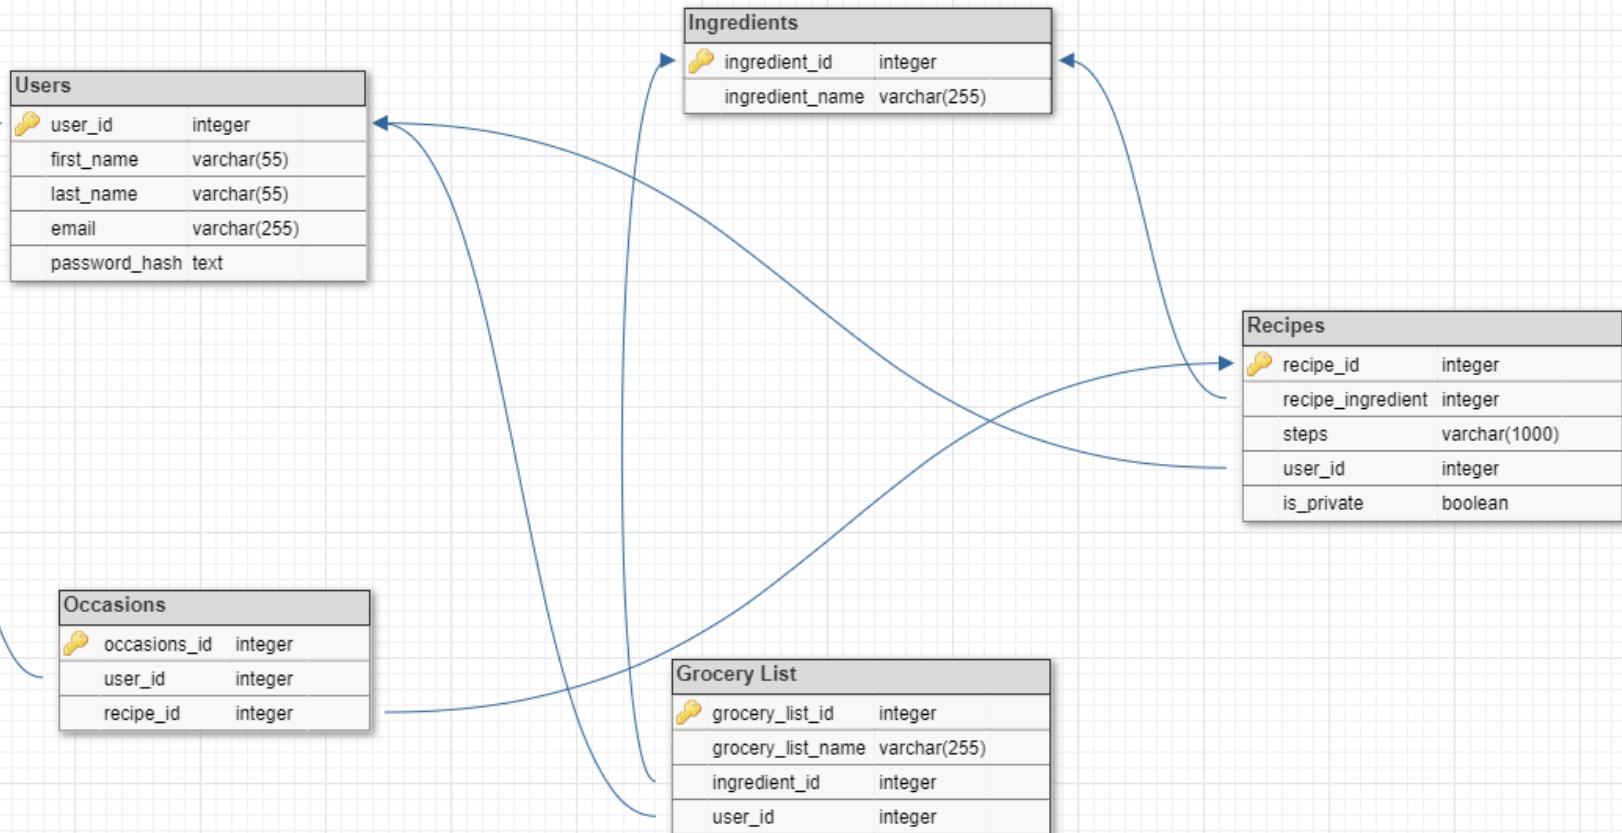 Ingredients
ingredient_id integer
ingredient_name varchar(255)
Users
user_id integer
first_name varchar(55)
last_name varchar(55)
email varchar(255)
password_hash text
Recipes
recipe_id integer
recipe_ingredient integer
steps varchar(1000)
user_id integer
is_private boolean
Occasions
occasions_id integer
user_id integer
recipe_id integer
Grocery List
grocery_list_id integer
grocery_list_name varchar(255)
ingredient_id integer
user_id integer